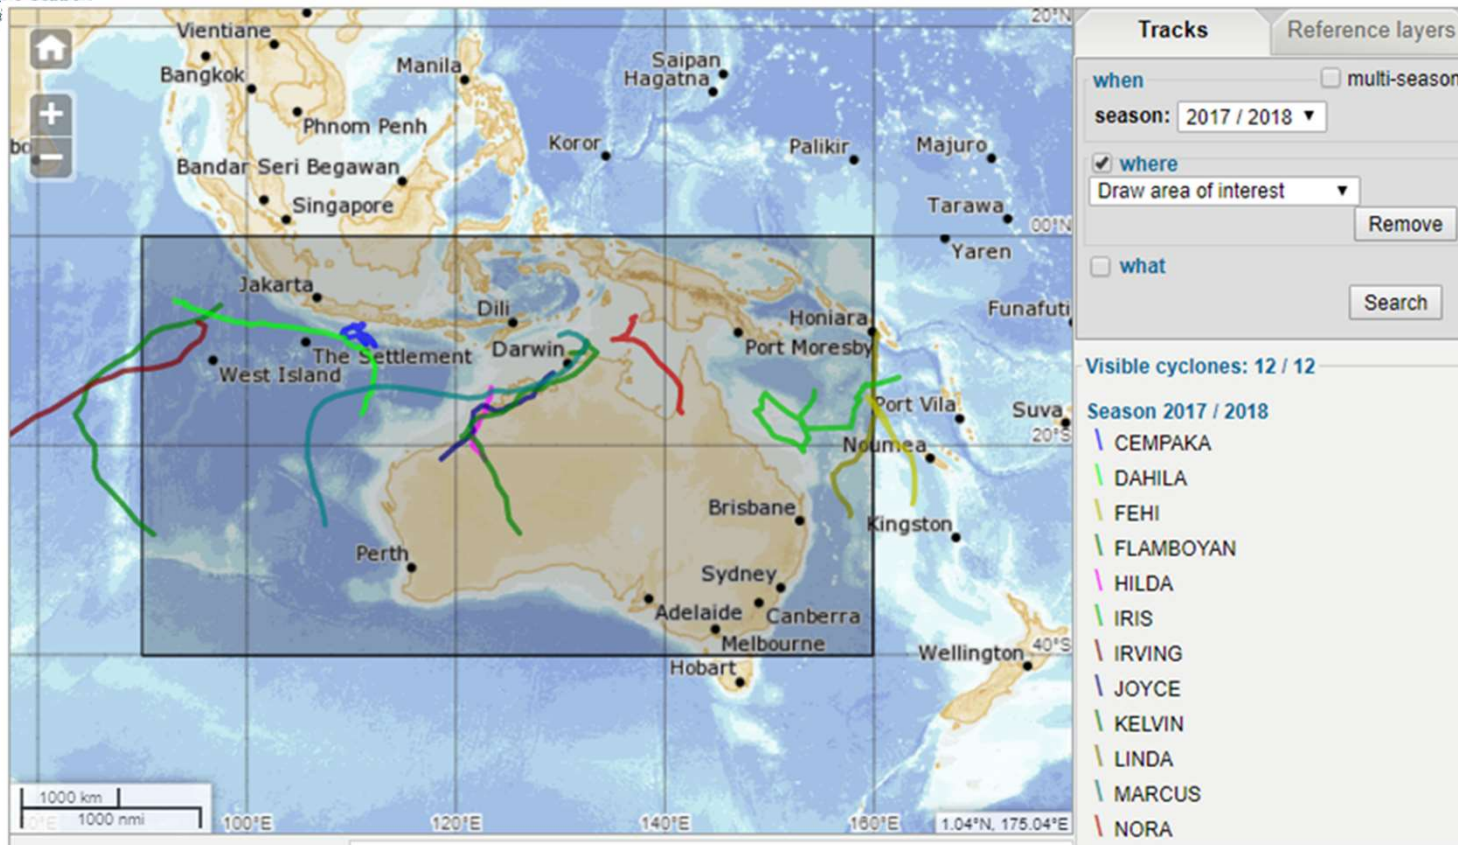 Vientiane
Bangkok
Manila
Saipan
Hagatna
20°N
Phnom Penh
Koror
Palikir
Majuro
bo
Bandar Seri Begawan
Singapore
Tarawa
00°N
Yaren
Jakarta
Dili
Honiara
Funafuti
The Settlement
Darwin
Port Moresby
West Island
Port Vila
Suva
20°S
Noumea
Brisbane
Kingston
Perth
Sydney
Adelaide
Canberra
Melbourne
Wellington
40°S
Hobart
1000 km
1000 nmi
100°E
120°E
140°E
160°E
1.04°N, 175.04°E
Tracks
Reference layers
when
multi-season
season: 2017 / 2018
where
Draw area of interest
Remove
what
Search
Visible cyclones: 12 / 12
Season 2017 / 2018
CEMPAKA
DAHILA
FEHI
FLAMBOYAN
HILDA
IRIS
IRVING
JOYCE
KELVIN
LINDA
MARCUS
NORA